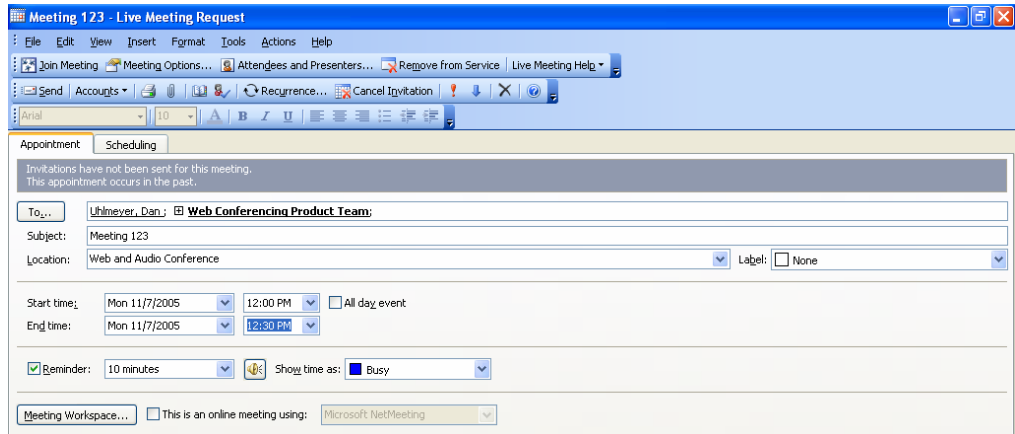 Meeting 123 - Live Meeting Request
File Edit View Insert Format Tools Actions Help
Join Meeting Meeting Options... Attendees and Presenters... Remove from Service Live Meeting Help
Send Accounts Recurrence... Cancel Invitation
Arial 10 A B I U
Appointment Scheduling
Invitations have not been sent for this meeting.
This appointment occurs in the past.
To... Uhlmeyer, Dan ; Web Conferencing Product Team;
Subject: Meeting 123
Location: Web and Audio Conference Label: None
Start time: Mon 11/7/2005 12:00 PM All day event
End time: Mon 11/7/2005 12:30 PM
Reminder: 10 minutes Show time as: Busy
Meeting Workspace... This is an online meeting using: Microsoft NetMeeting